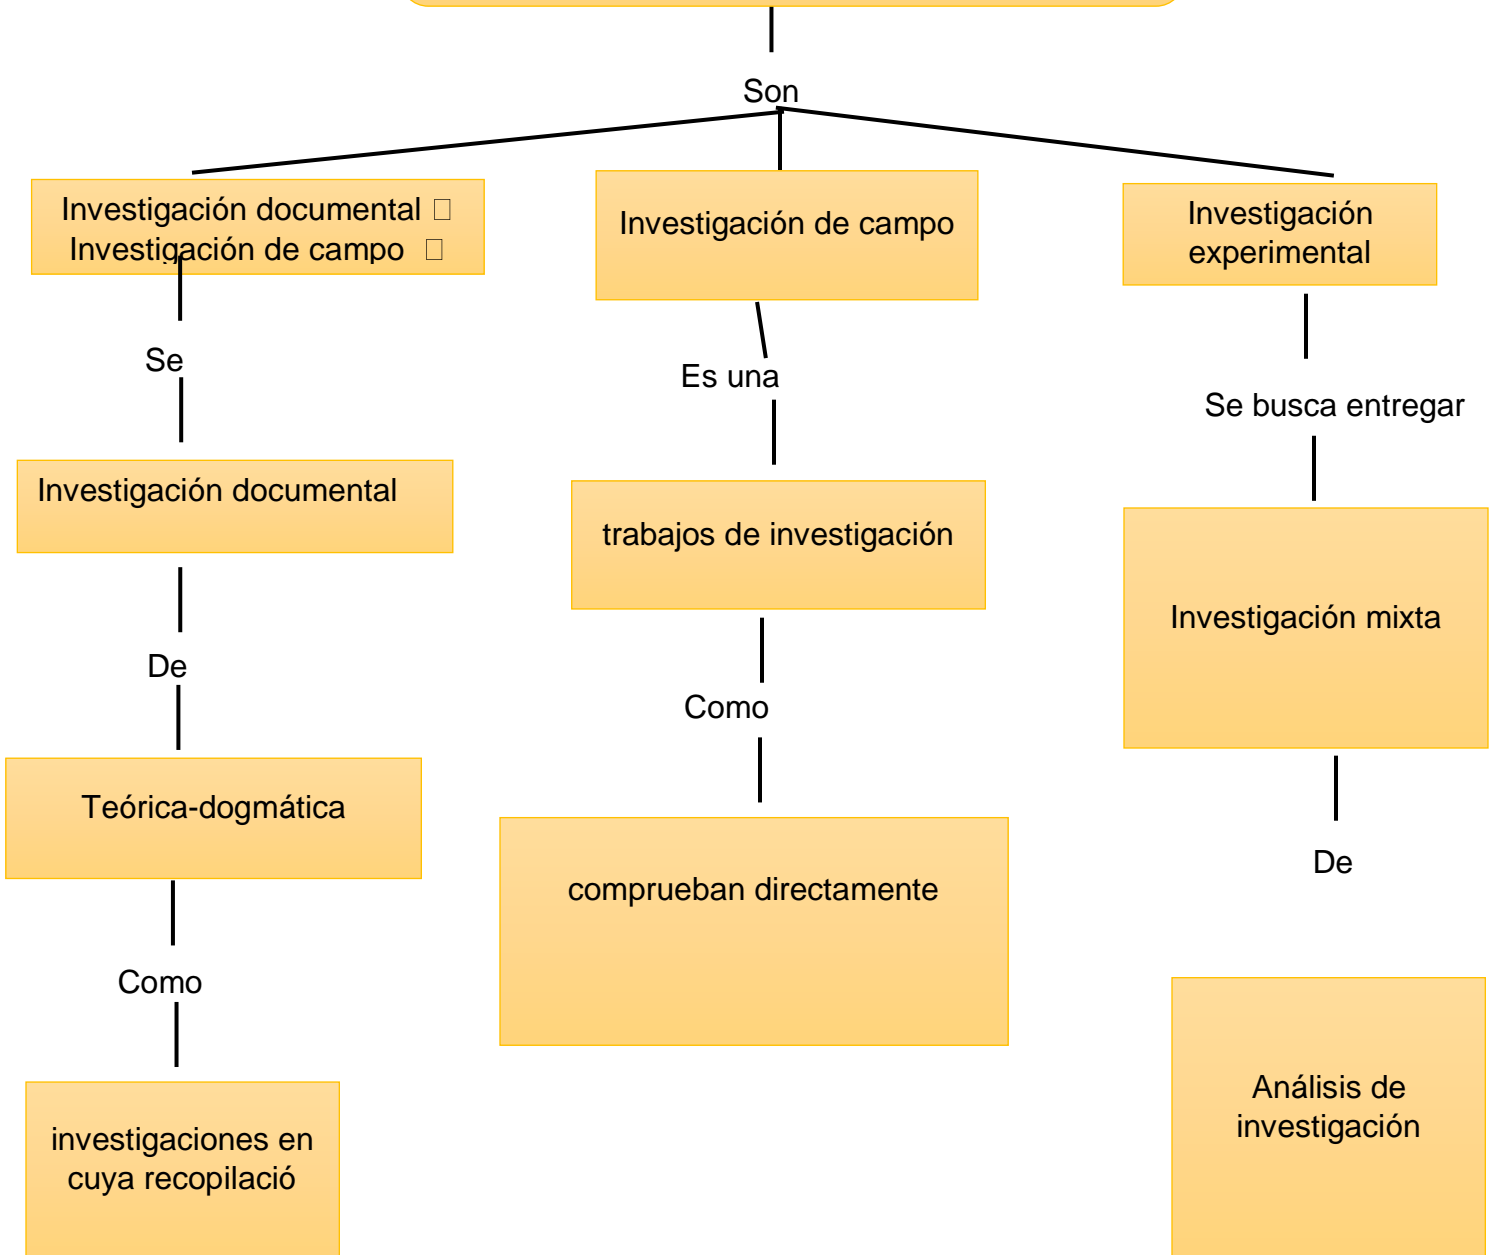 Son
Investigación documental 
Investigación de campo 
Investigación de campo
Investigación
experimental
Se
Es una
Se busca entregar
Investigación documental
trabajos de investigación
Investigación mixta
De
Como
Teórica-dogmática
comprueban directamente
De
Como
Análisis de
investigación
investigaciones en
cuya recopilació